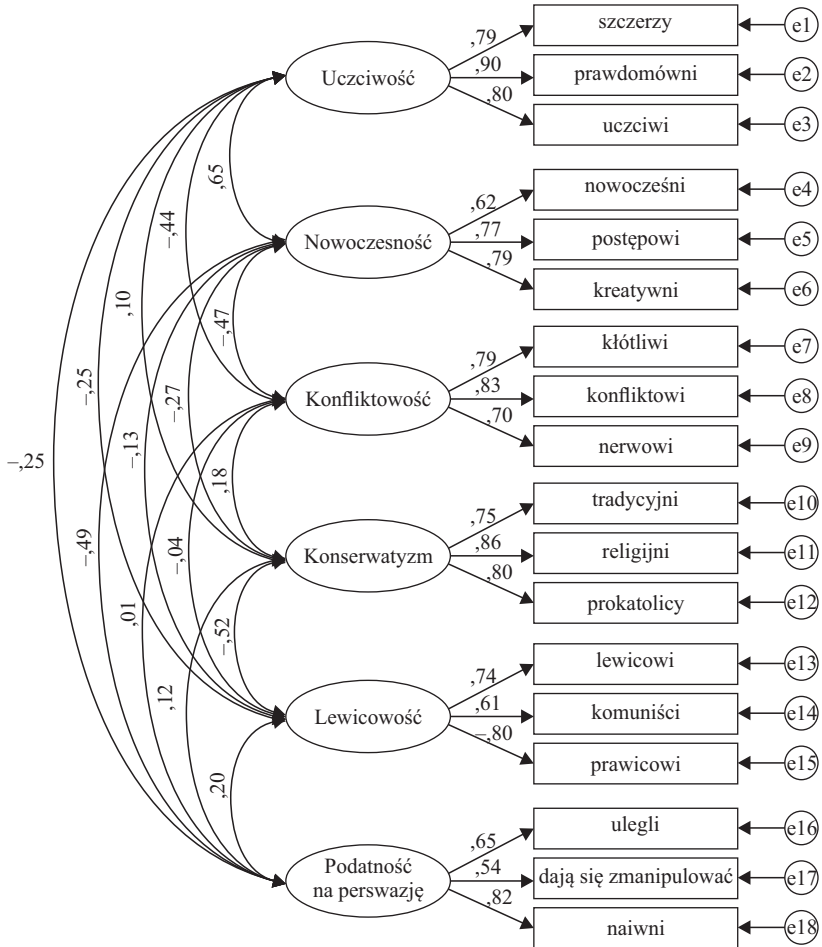 szczerzy
e1
,79
Uczciwość
,90
prawdomówni
e2
,80
uczciwi
e3
,65
–,44
nowocześni
e4
,62
Nowoczesność
,77
postępowi
e5
,79
kreatywni
e6
,10
–,47
–,25
–,27
kłótliwi
e7
,79
Konfliktowość
,83
konfliktowi
e8
,70
nerwowi
e9
–,13
–,25
,18
tradycyjni
e10
,75
Konserwatyzm
,86
religijni
e11
,80
prokatolicy
e12
–,49
–,04
,01
–,52
lewicowi
e13
,74
Lewicowość
,61
komuniści
e14
–,80
prawicowi
e15
,12
,20
ulegli
e16
,65
Podatność
na perswazję
,54
dają się zmanipulować
e17
,82
naiwni
e18